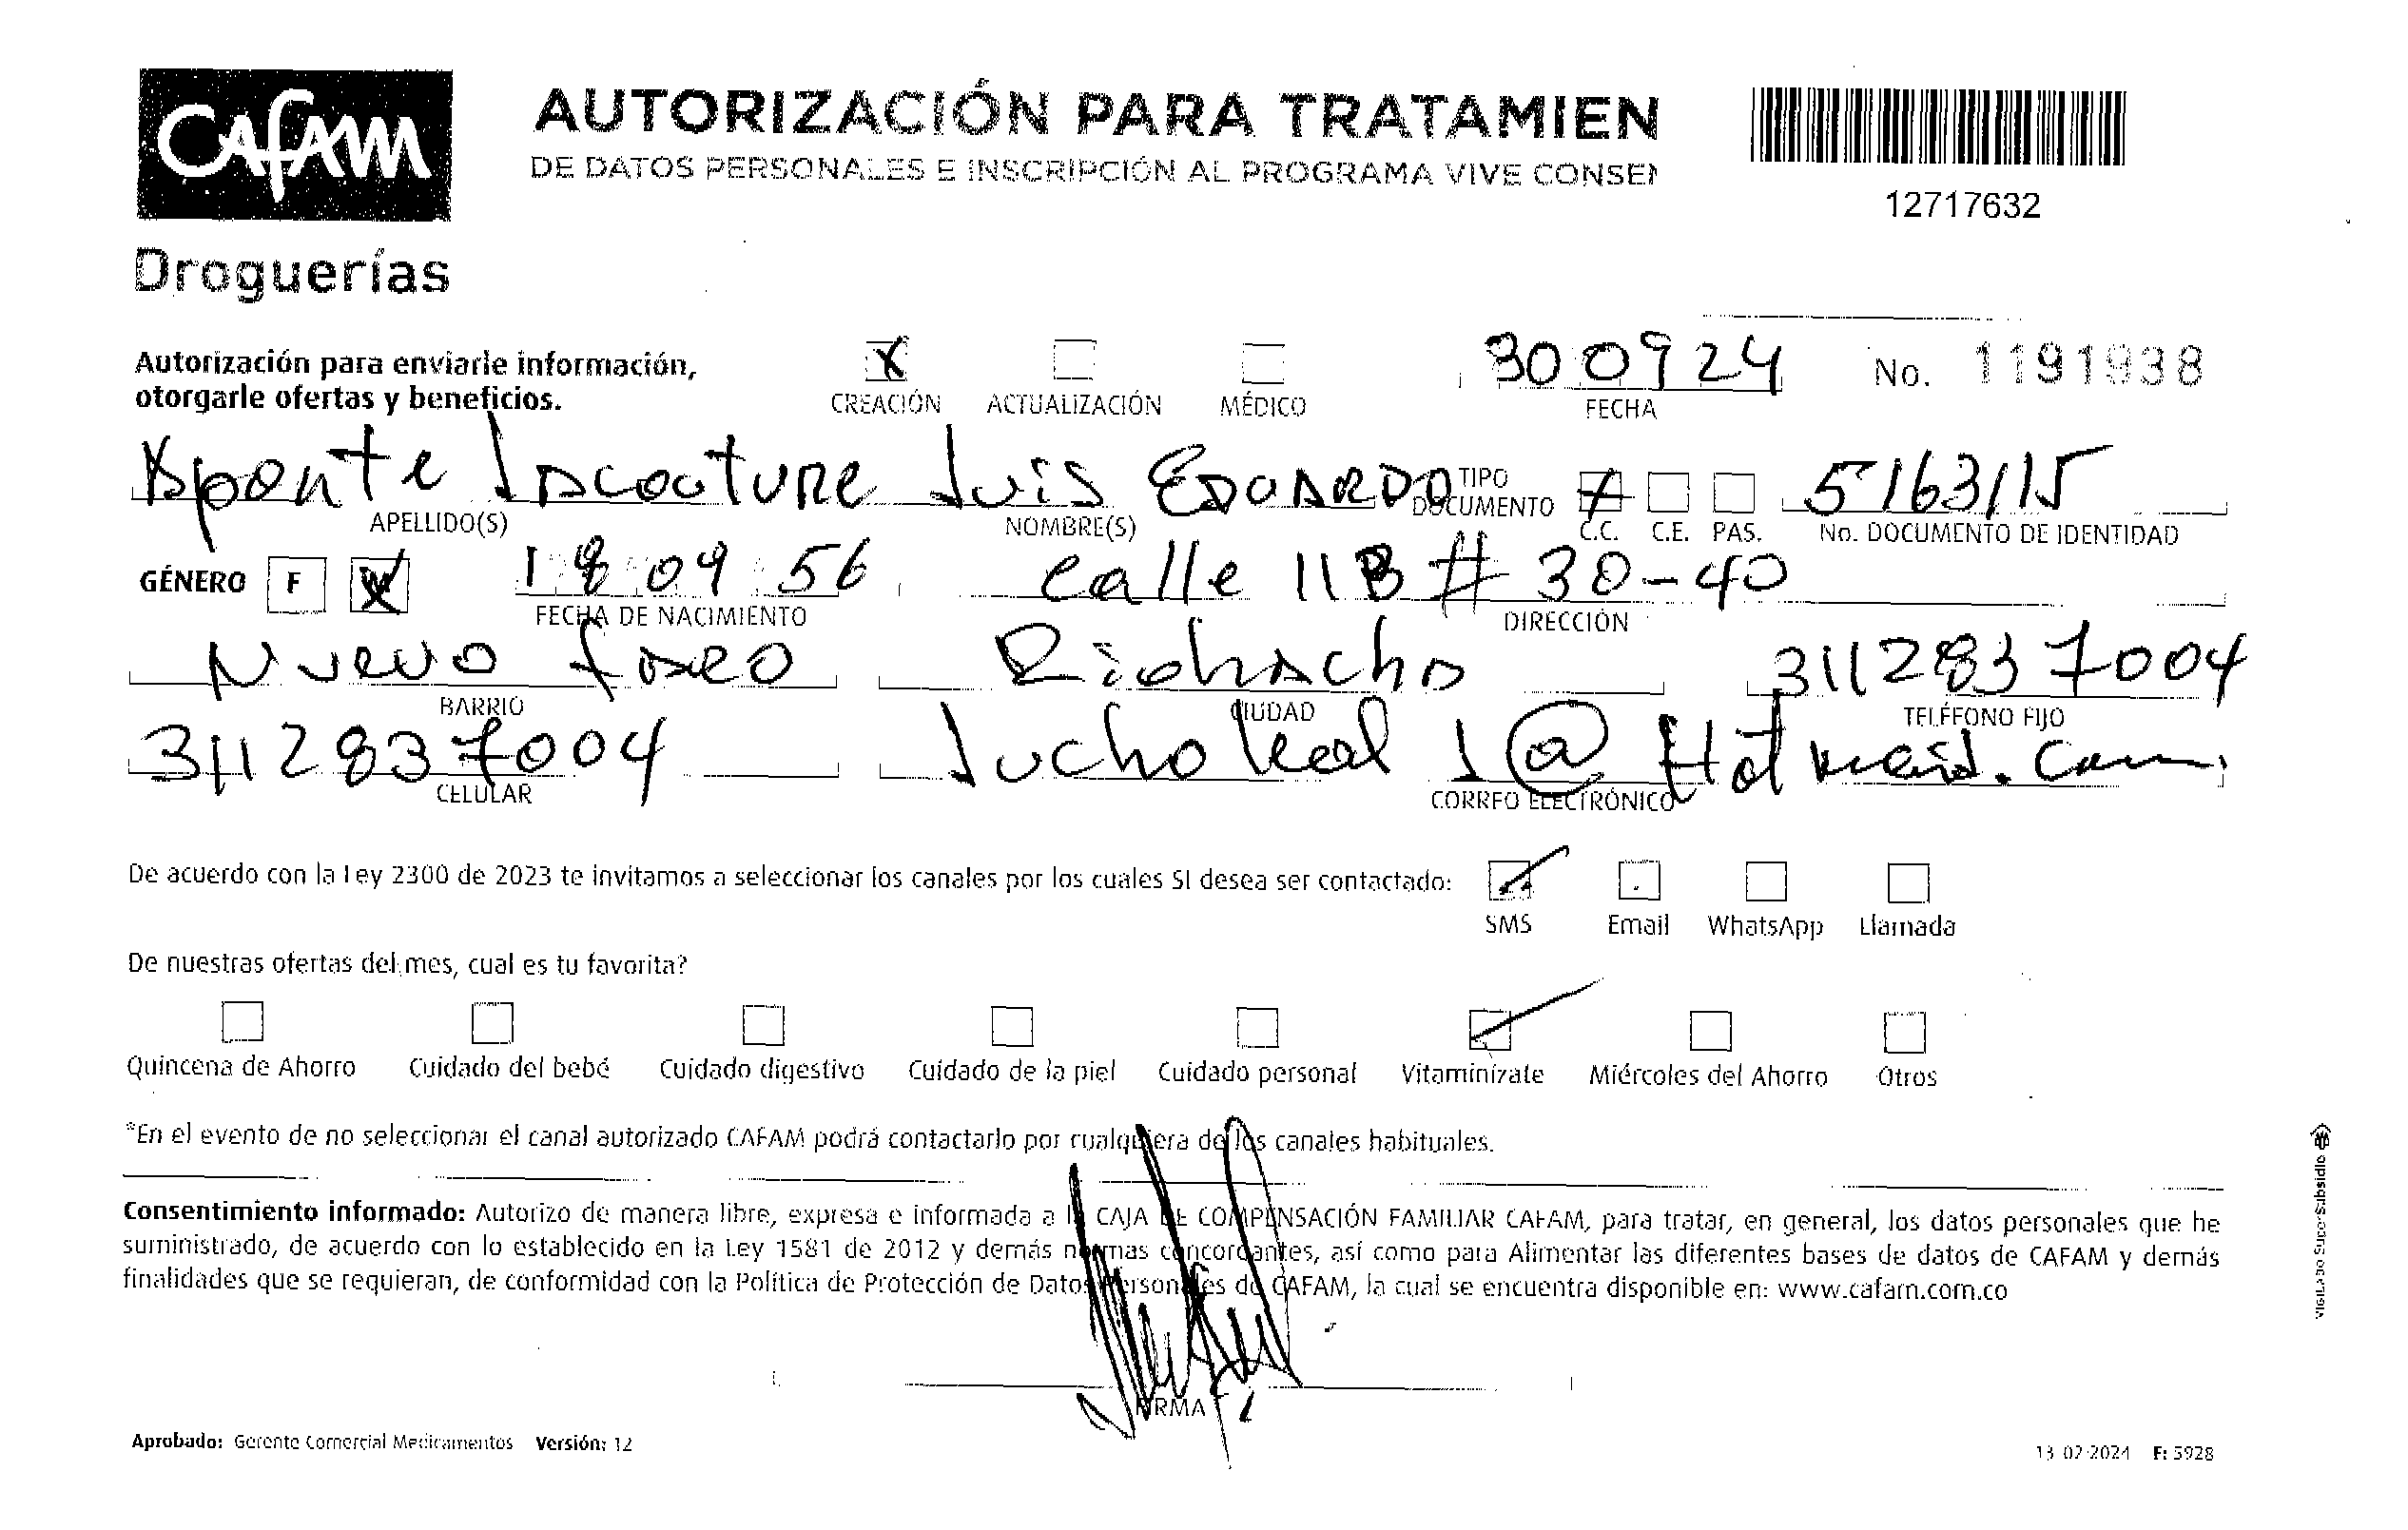 CAFAM
Droguerías
AUTORIZACIÓN PARA TRATAMIEN
DE DATOS PERSONALES E INSCRIPCIÓN AL PROGRAMA VIVE CONSEN
12717632
Autorización para enviarle información,
otorgarle ofertas y beneficios.
X
CREACIÓN ACTUALIZACIÓN MÉDICO
300924
FECHA
No. 1191938
Aponte Lacouture Luis EDUARDO
TIPO DOCUMENTO X 5163115
APELLIDO(S) NOMBRE(S) C.C. C.E. PAS. No. DOCUMENTO DE IDENTIDAD
GÉNERO F M X 18 09 56 calle 11B # 30-40
FECHA DE NACIMIENTO DIRECCIÓN
Nuevo faro Riohacha 3112837004
BARRIO CIUDAD TELÉFONO FIJO
3112837004 Lucholeal 1@Hotmail.com
CELULAR CORREO ELECTRÓNICO
De acuerdo con la Ley 2300 de 2023 te invitamos a seleccionar los canales por los cuales SI desea ser contactado:
SMS Email WhatsApp Llamada
De nuestras ofertas del mes, cual es tu favorita?
Quincena de Ahorro Cuidado del bebé Cuidado digestivo Cuidado de la piel Cuidado personal Vitaminízate Miércoles del Ahorro Otros
*En el evento de no seleccionar el canal autorizado CAFAM podrá contactarlo por cualquiera de los canales habituales.
Consentimiento informado: Autorizo de manera libre, expresa e informada a la CAJA DE COMPENSACIÓN FAMILIAR CAFAM, para tratar, en general, los datos personales que he
suministrado, de acuerdo con lo establecido en la Ley 1581 de 2012 y demás normas concordantes, así como para Alimentar las diferentes bases de datos de CAFAM y demás
finalidades que se requieran, de conformidad con la Política de Protección de Datos Personales de CAFAM, la cual se encuentra disponible en: www.cafam.com.co
FIRMA
Aprobado: Gerente Comercial Medicamentos Versión: 12
13-02-2024 F: 5928
VIGILADO SuperSubsidio